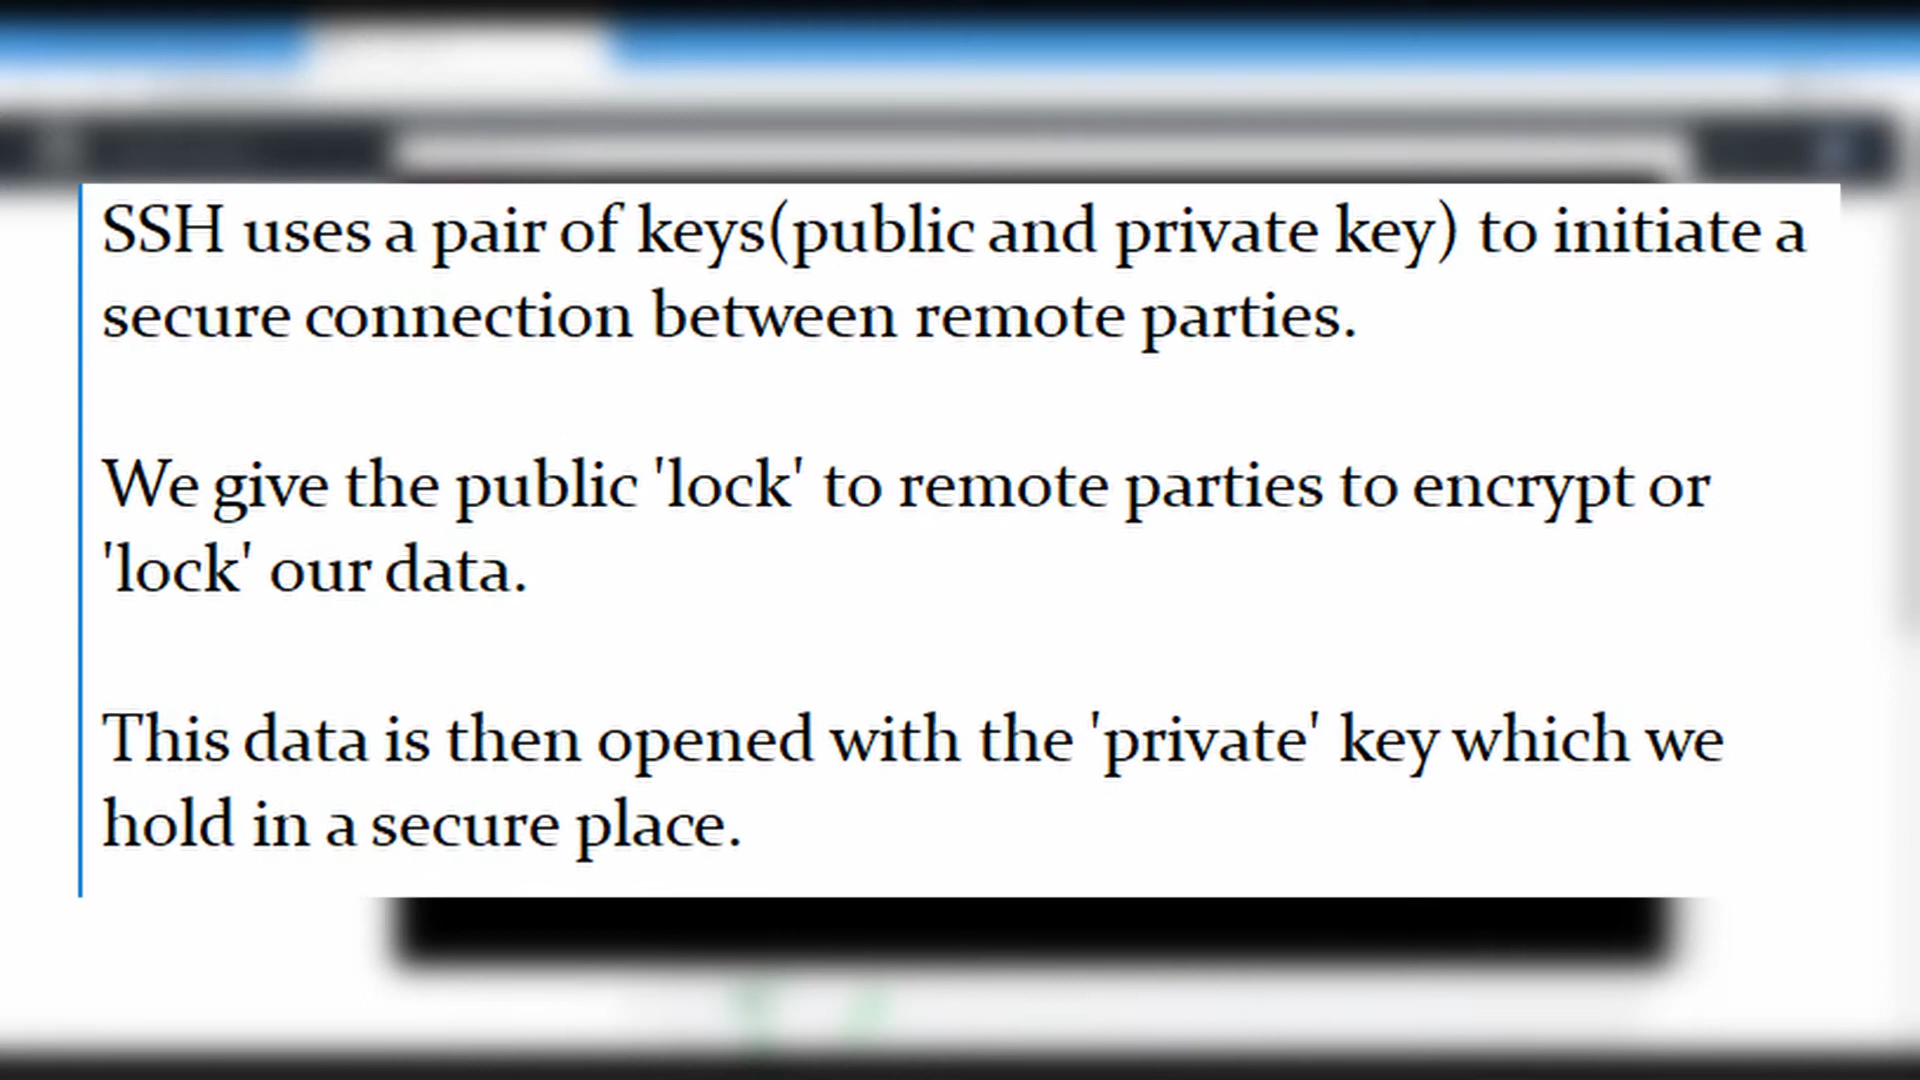 SSH uses a pair of keys(public and private key) to initiate a
secure connection between remote parties.
We give the public 'lock' to remote parties to encrypt or
'lock' our data.
This data is then opened with the 'private' key which we
hold in a secure place.